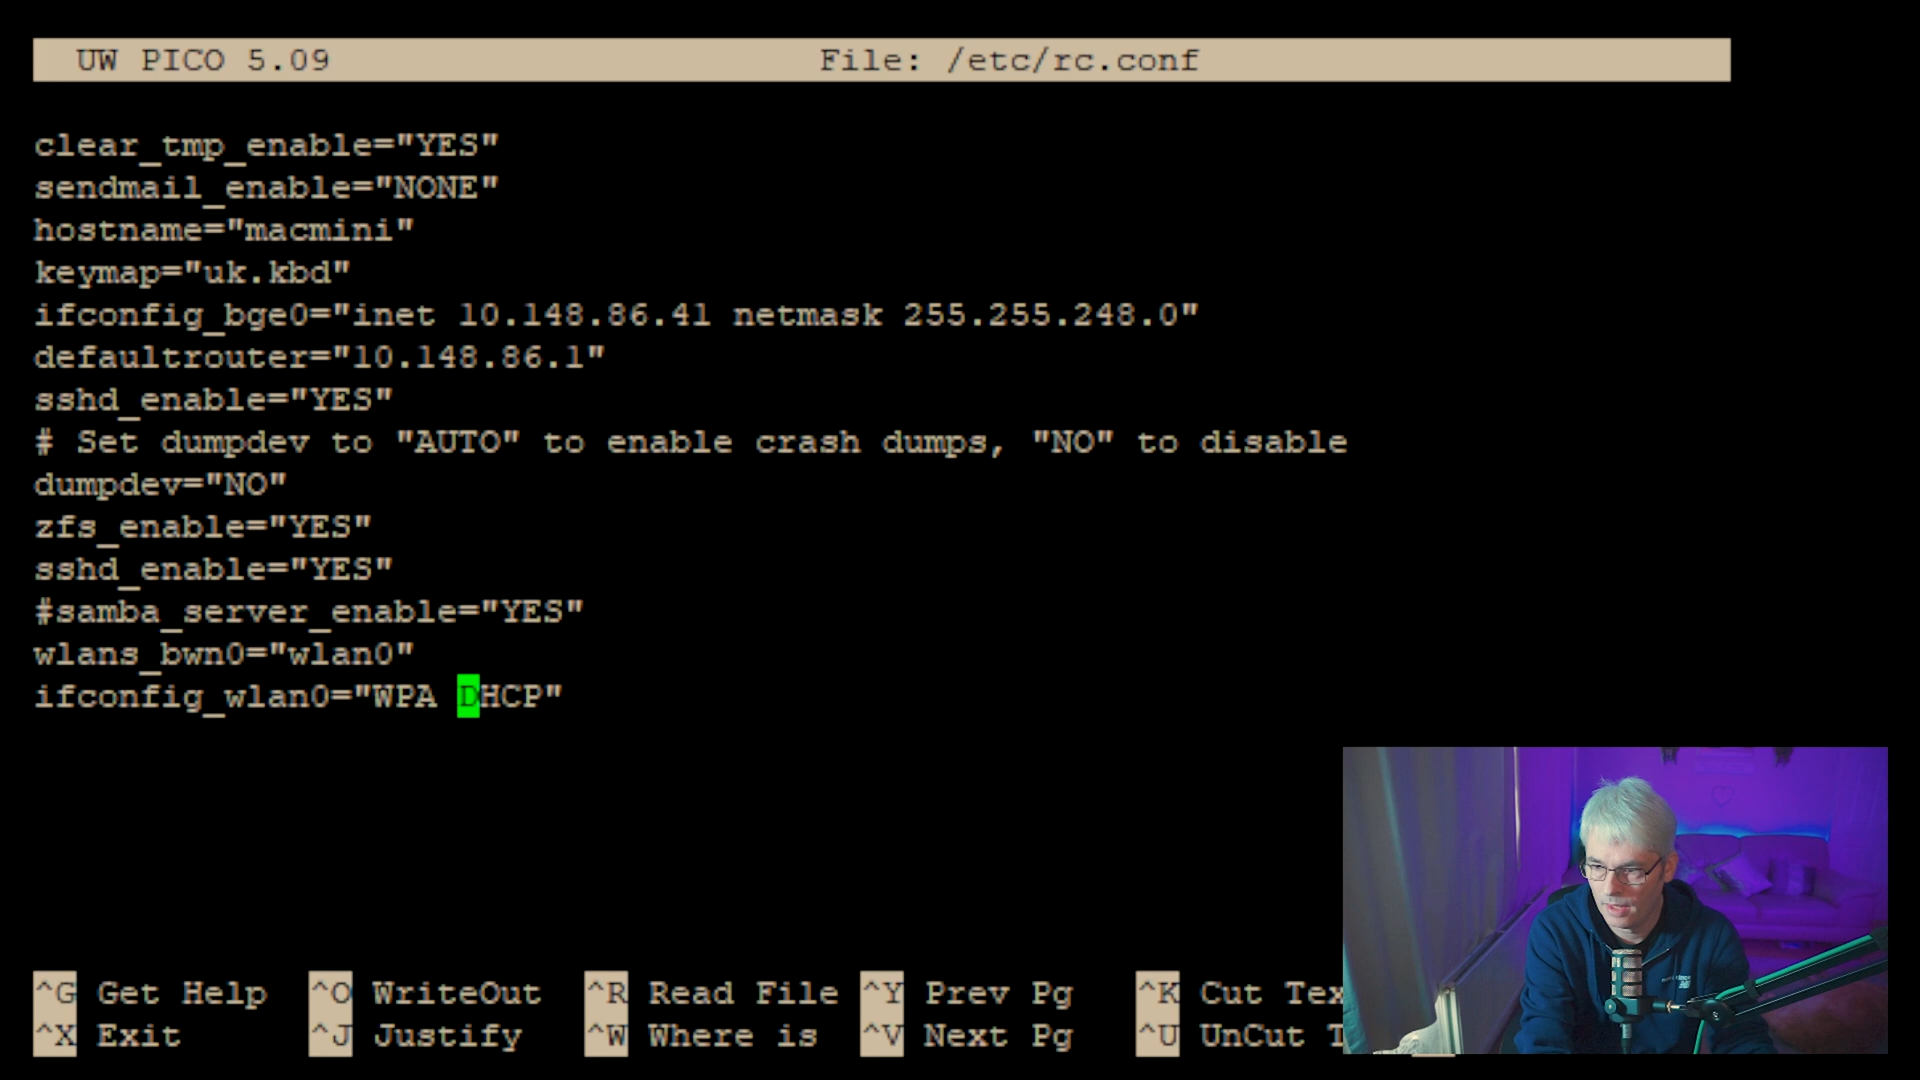 UW PICO 5.09 File: /etc/rc.conf
clear_tmp_enable="YES"
sendmail_enable="NONE"
hostname="macmini"
keymap="uk.kbd"
ifconfig_bge0="inet 10.148.86.41 netmask 255.255.248.0"
defaultrouter="10.148.86.1"
sshd_enable="YES"
# Set dumpdev to "AUTO" to enable crash dumps, "NO" to disable
dumpdev="NO"
zfs_enable="YES"
sshd_enable="YES"
#samba_server_enable="YES"
wlans_bwn0="wlan0"
ifconfig_wlan0="WPA DHCP"
^G Get Help ^O WriteOut ^R Read File ^Y Prev Pg ^K Cut Tex
^X Exit ^J Justify ^W Where is ^V Next Pg ^U UnCut T